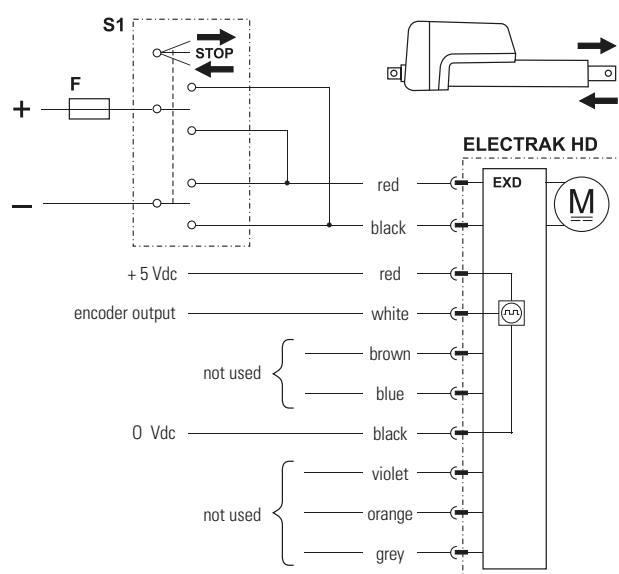 S1
STOP
F
+
–
ELECTRAK HD
EXD
M
red
black
+ 5 Vdc
red
encoder output
white
not used
brown
blue
0 Vdc
black
not used
violet
orange
grey